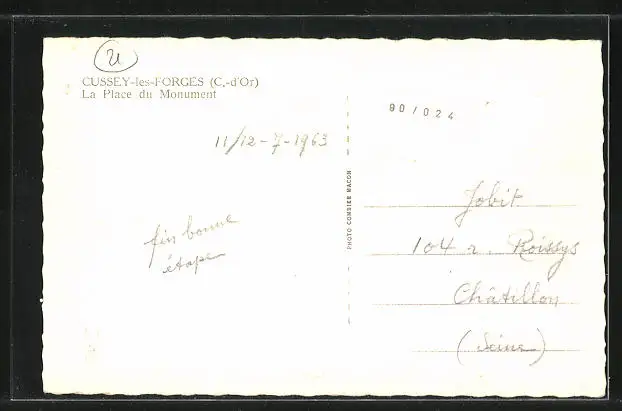 21
CUSSEY-les-FORGES (C.-d'Or)
La Place du Monument
11/12-7-1963
fin bonne
étape
PHOTO COMBIER MACON
90/024
Jobit
104 r. Roissys
Châtillon
(Seine)